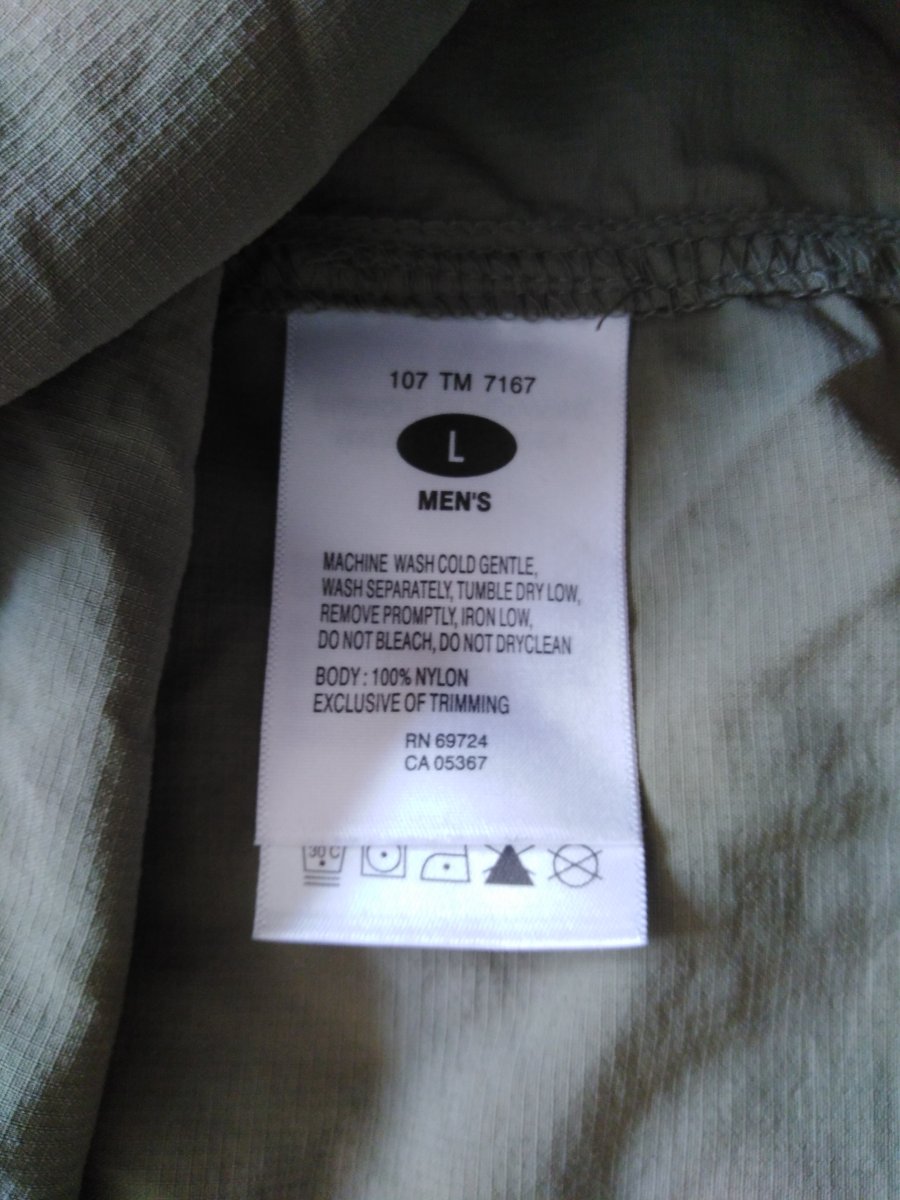 107 TM 7167
L
MEN'S
MACHINE WASH COLD GENTLE,
WASH SEPARATELY, TUMBLE DRY LOW,
REMOVE PROMPTLY, IRON LOW,
DO NOT BLEACH, DO NOT DRYCLEAN
BODY : 100% NYLON
EXCLUSIVE OF TRIMMING
RN 69724
CA 05367
30 C